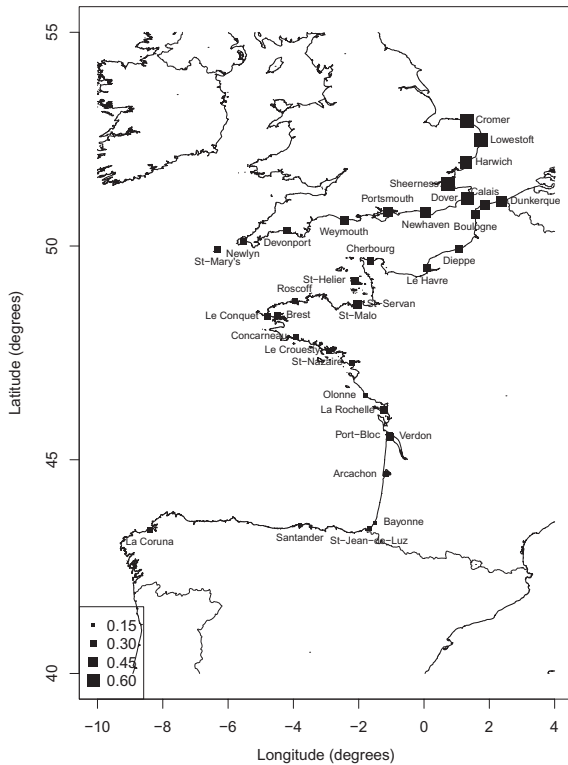 55
Cromer
Lowestoft
Harwich
Sheerness
Calais
Portsmouth
Dover
Dunkerque
Weymouth
Newhaven
Boulogne
Devonport
50
Newlyn
Cherbourg
St-Mary's
Dieppe
St-Helier
Le Havre
Roscoff
St-Servan
Le Conquet
Brest
St-Malo
Concarneau
Le Crouesty
St-Nazaire
Olonne
La Rochelle
Port-Bloc
Verdon
45
Arcachon
Bayonne
La Coruna
Santander
St-Jean-de-Luz
0.15
0.30
0.45
0.60
40
−10 −8 −6 −4 −2 0 2 4
Longitude (degrees)
Latitude (degrees)